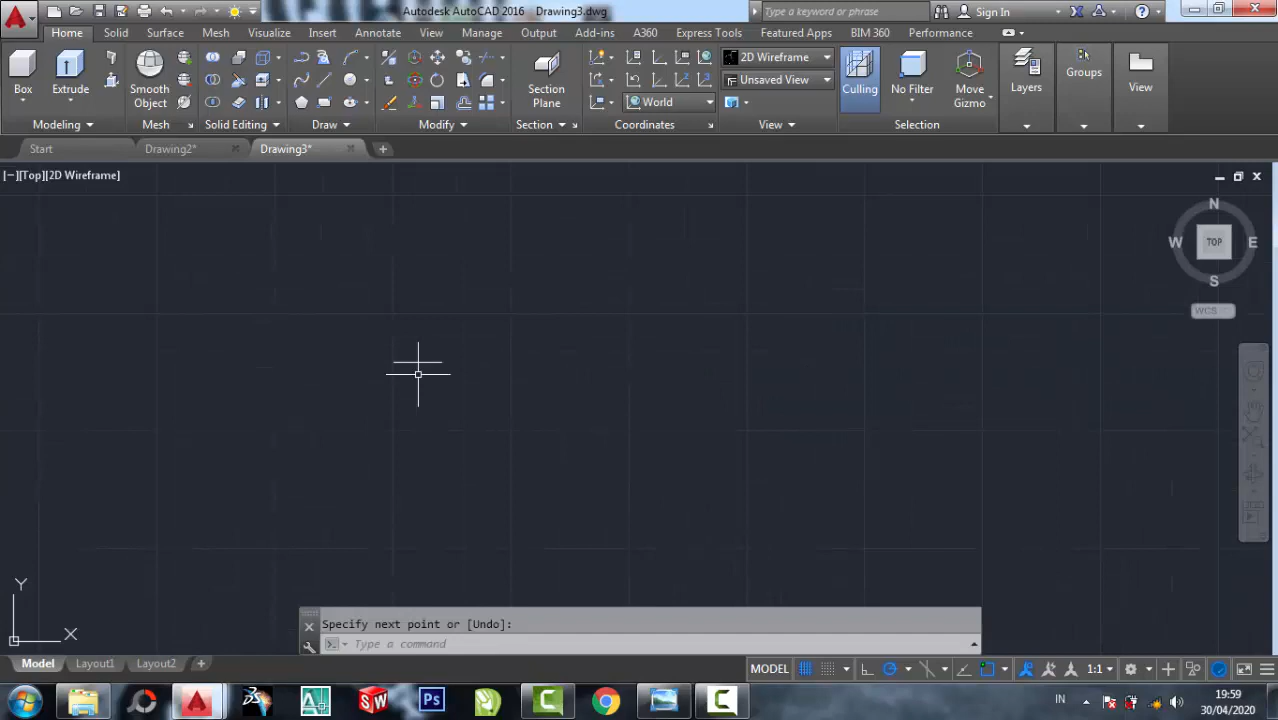 Autodesk AutoCAD 2016 Drawing3.dwg
Type a keyword or phrase
Sign In
Home Solid Surface Mesh Visualize Insert Annotate View Manage Output Add-ins A360 Express Tools Featured Apps BIM 360 Performance
Box
Extrude
Smooth Object
Section Plane
World
2D Wireframe
Unsaved View
Culling
No Filter
Move Gizmo
Layers
Groups
View
Modeling
Mesh
Solid Editing
Draw
Modify
Section
Coordinates
View
Selection
Start Drawing2* Drawing3*
[−][Top][2D Wireframe]
N
W TOP E
S
WCS
Y
X
Specify next point or [Undo]:
Type a command
Model Layout1 Layout2
MODEL
1:1
SW
Ps
IN
19:59
30/04/2020